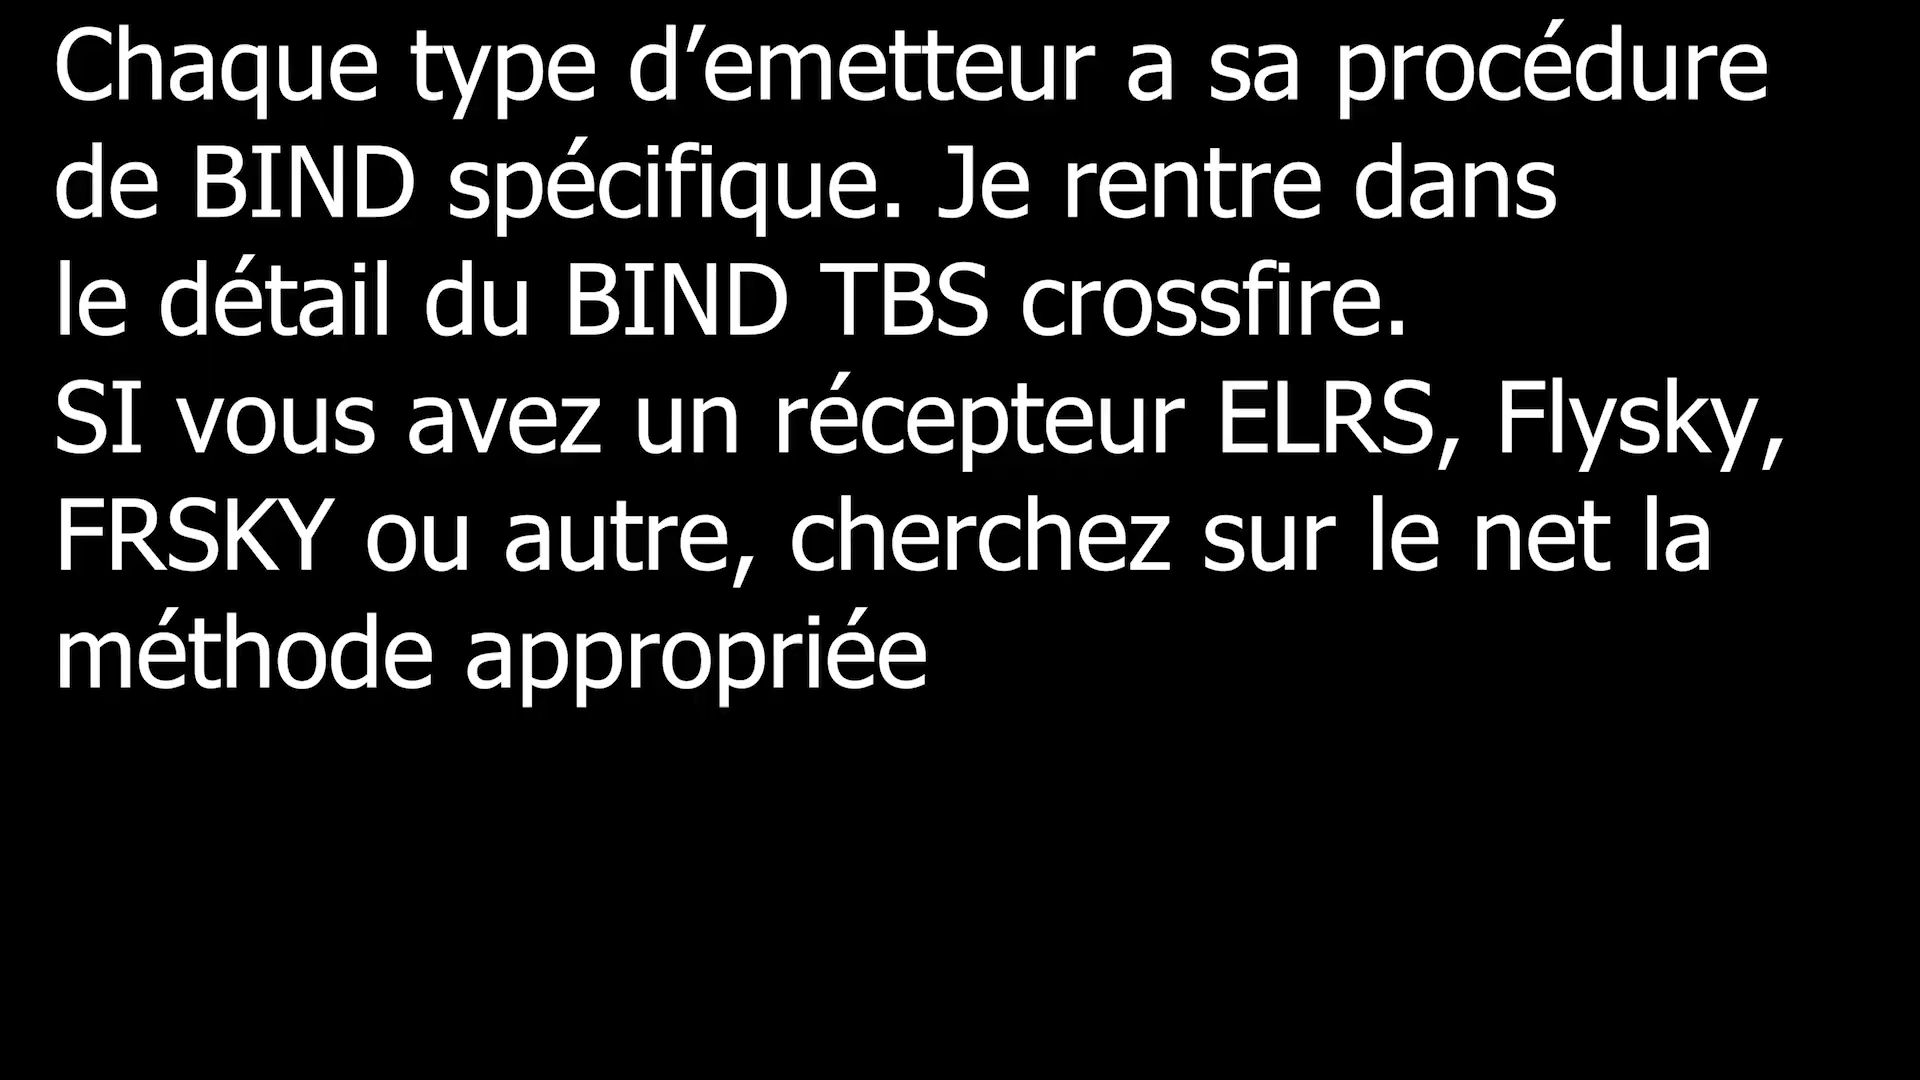 Chaque type d’emetteur a sa procédure
de BIND spécifique. Je rentre dans
le détail du BIND TBS crossfire.
SI vous avez un récepteur ELRS, Flysky,
FRSKY ou autre, cherchez sur le net la
méthode appropriée